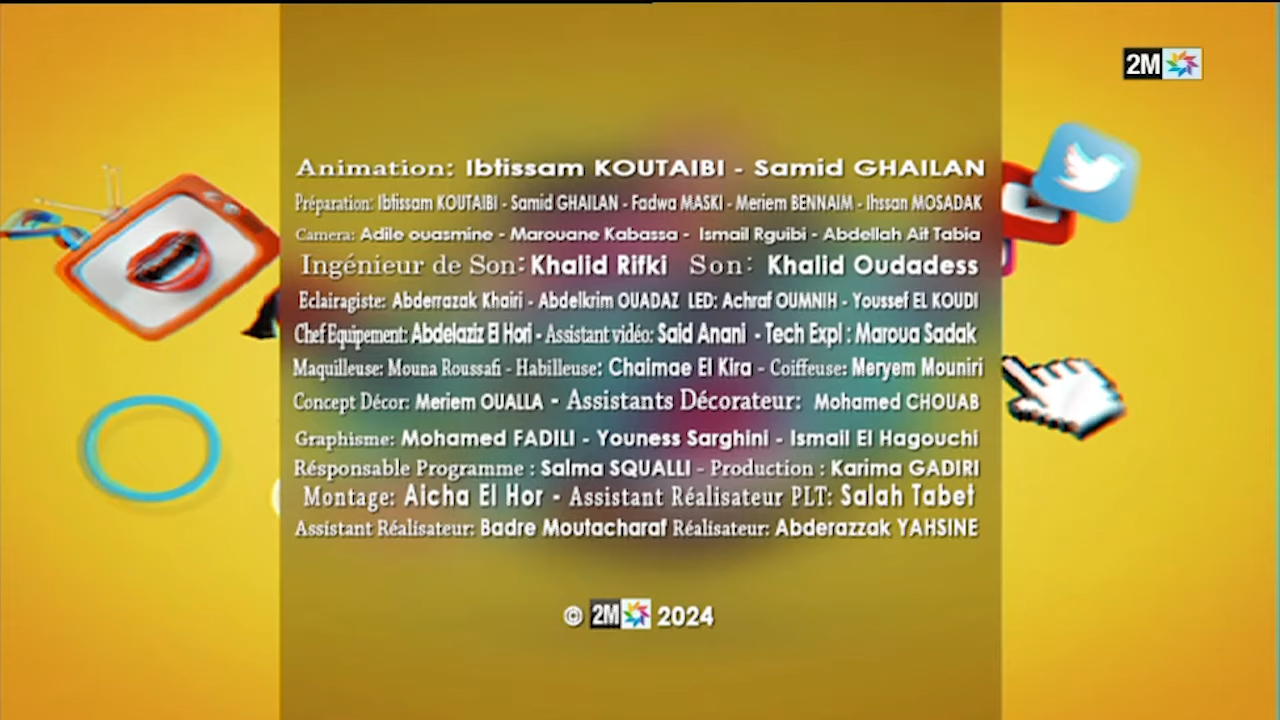 2M
Animation: Ibtissam KOUTAIBI - Samid GHAILAN
Préparation: Ibtissam KOUTAIBI - Samid GHAILAN - Fadwa MASKI - Meriem BENNAIM - Ihssan MOSADAK
Camera: Adile ouasmine - Marouane Kabassa - Ismail Rguibi - Abdellah Ait Tabia
Ingénieur de Son: Khalid Rifki Son: Khalid Oudadess
Eclairagiste: Abderrazak Khairi - Abdelkrim OUADAZ LED: Achraf OUMNIH - Youssef EL KOUDI
Chef Equipement: Abdelaziz El Hori - Assistant vidéo: Said Anani - Tech Expl : Maroua Sadak
Maquilleuse: Mouna Roussafi - Habilleuse: Chaimae El Kira - Coiffeuse: Meryem Mouniri
Concept Décor: Meriem OUALLA - Assistants Décorateur: Mohamed CHOUAB
Graphisme: Mohamed FADILI - Youness Sarghini - Ismail El Hagouchi
Résponsable Programme : Salma SQUALLI - Production : Karima GADIRI
Montage: Aicha El Hor - Assistant Réalisateur PLT: Salah Tabet
Assistant Réalisateur: Badre Moutacharaf Réalisateur: Abderazzak YAHSINE
© 2M 2024